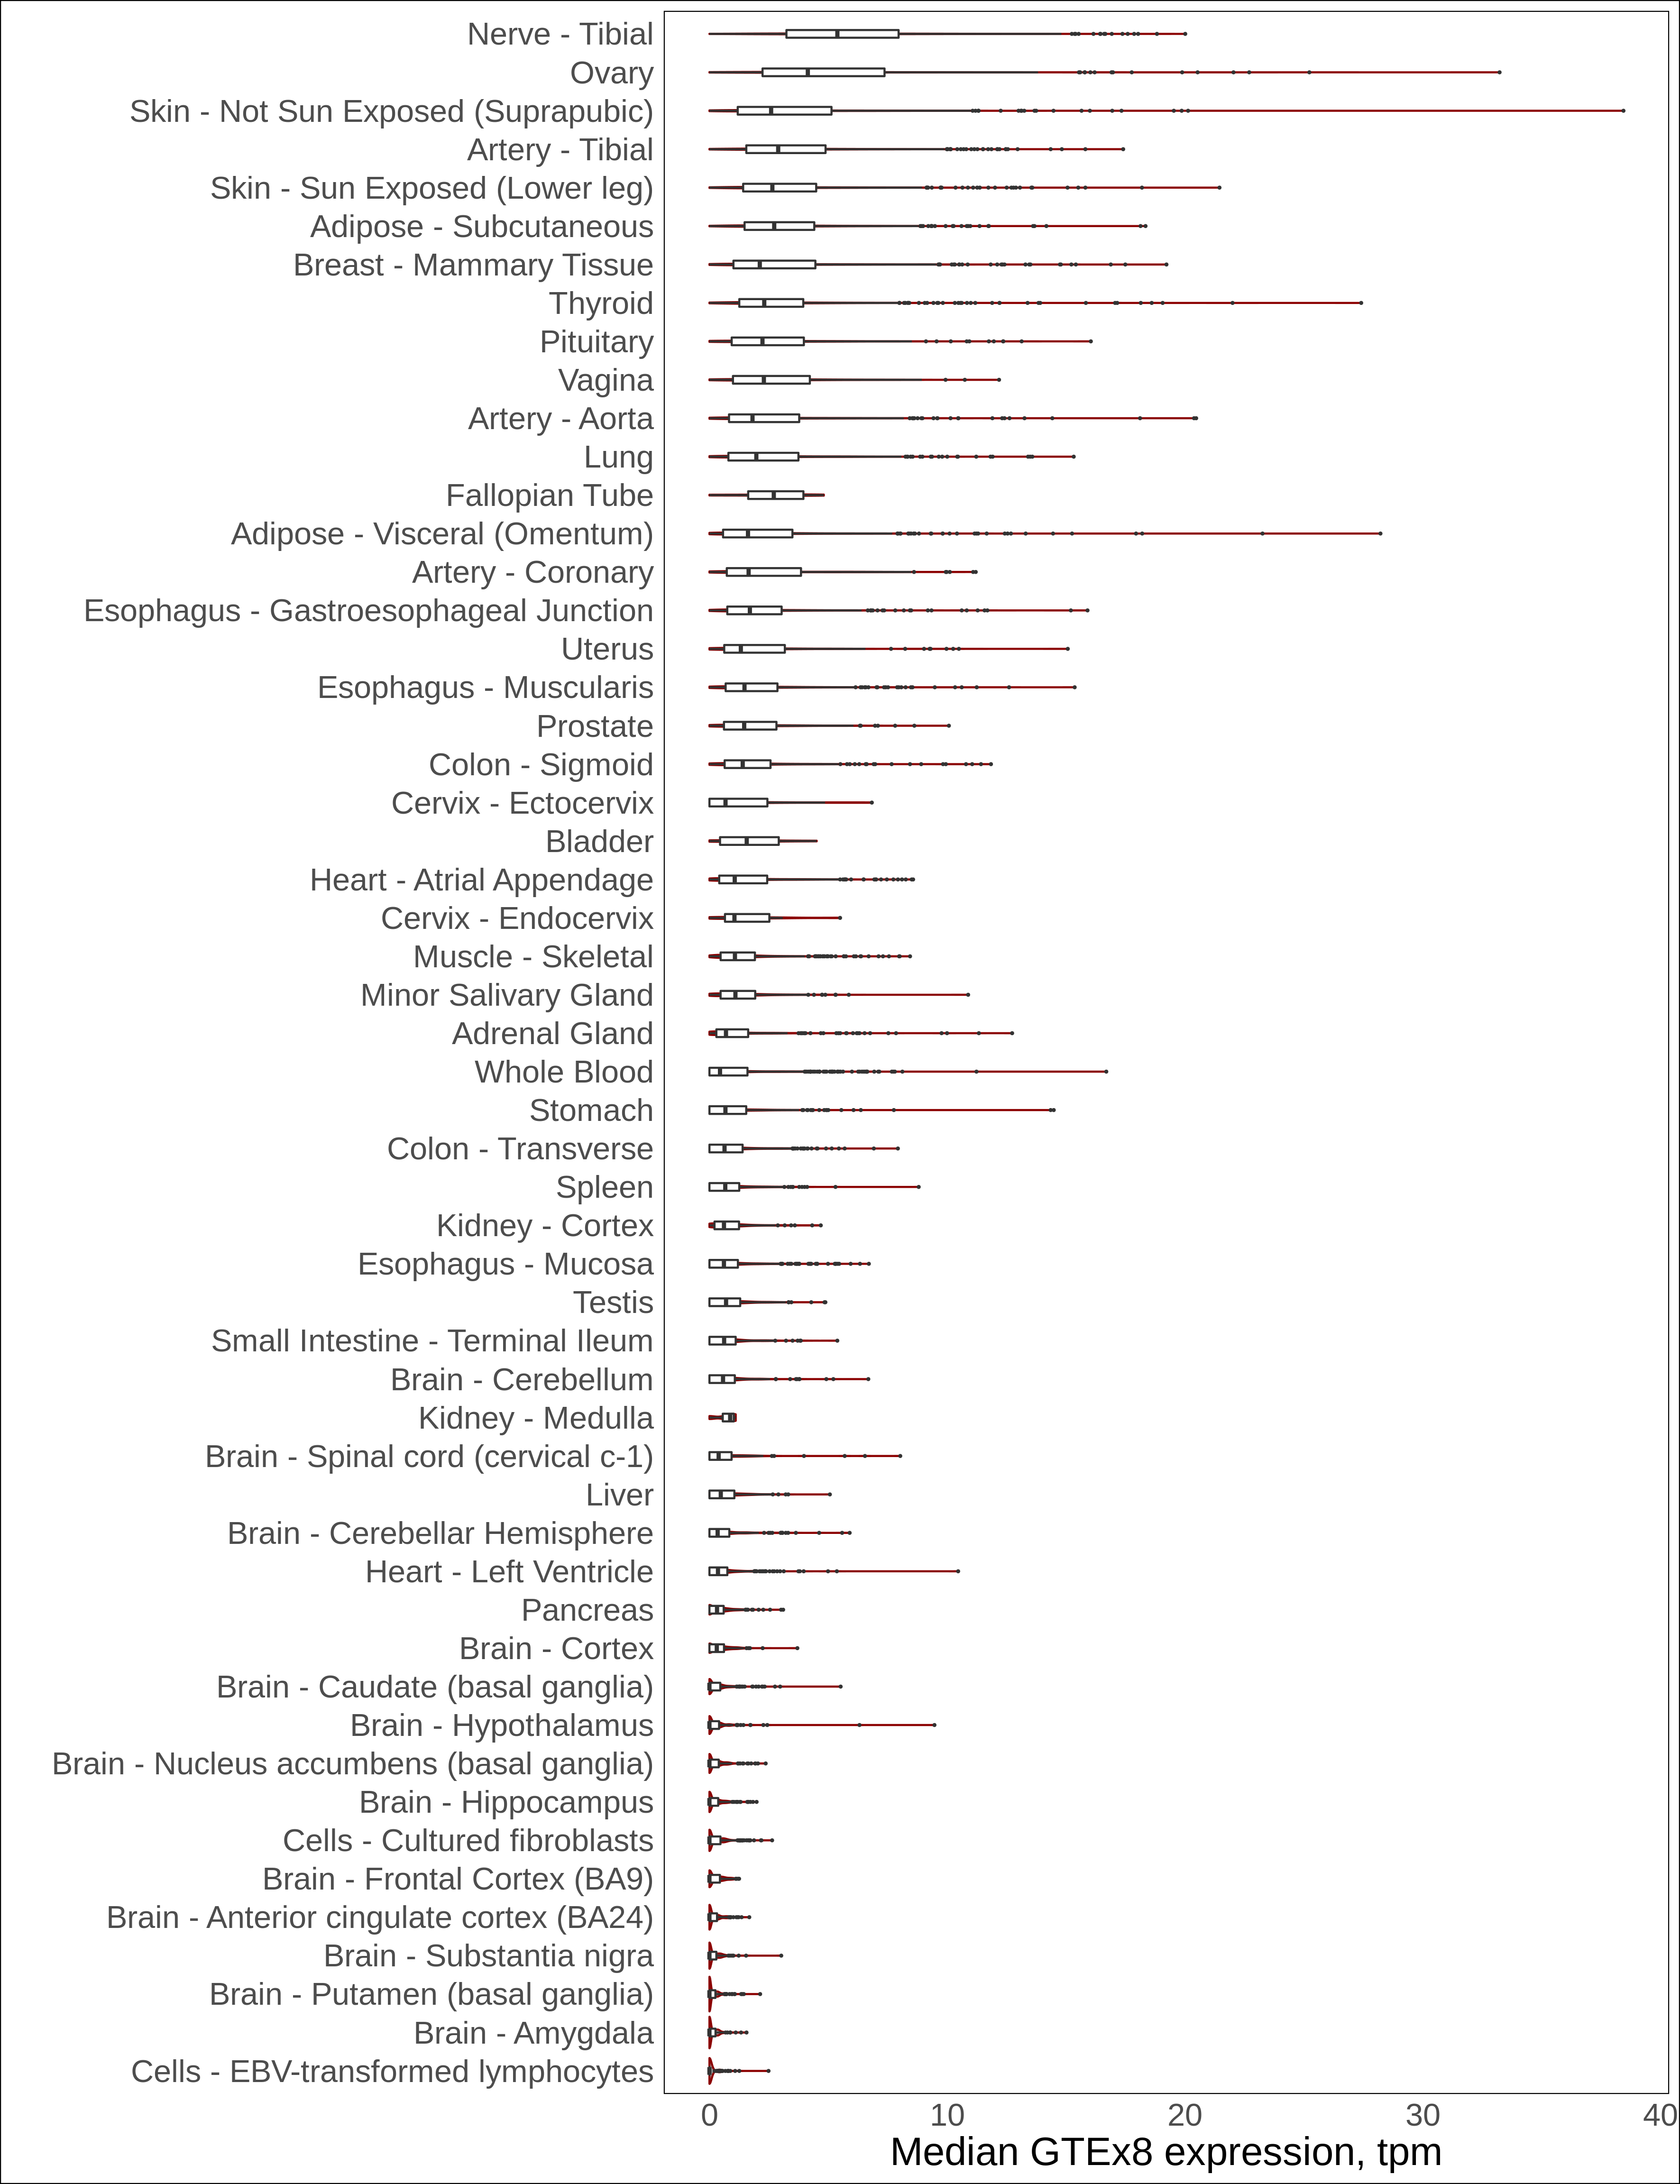 Nerve - Tibial
Ovary
Skin - Not Sun Exposed (Suprapubic)
Artery - Tibial
Skin - Sun Exposed (Lower leg)
Adipose - Subcutaneous
Breast - Mammary Tissue
Thyroid
Pituitary
Vagina
Artery - Aorta
Lung
Fallopian Tube
Adipose - Visceral (Omentum)
Artery - Coronary
Esophagus - Gastroesophageal Junction
Uterus
Esophagus - Muscularis
Prostate
Colon - Sigmoid
Cervix - Ectocervix
Bladder
Heart - Atrial Appendage
Cervix - Endocervix
Muscle - Skeletal
Minor Salivary Gland
Adrenal Gland
Whole Blood
Stomach
Colon - Transverse
Spleen
Kidney - Cortex
Esophagus - Mucosa
Testis
Small Intestine - Terminal Ileum
Brain - Cerebellum
Kidney - Medulla
Brain - Spinal cord (cervical c-1)
Liver
Brain - Cerebellar Hemisphere
Heart - Left Ventricle
Pancreas
Brain - Cortex
Brain - Caudate (basal ganglia)
Brain - Hypothalamus
Brain - Nucleus accumbens (basal ganglia)
Brain - Hippocampus
Cells - Cultured fibroblasts
Brain - Frontal Cortex (BA9)
Brain - Anterior cingulate cortex (BA24)
Brain - Substantia nigra
Brain - Putamen (basal ganglia)
Brain - Amygdala
Cells - EBV-transformed lymphocytes
0 10 20 30 40
Median GTEx8 expression, tpm